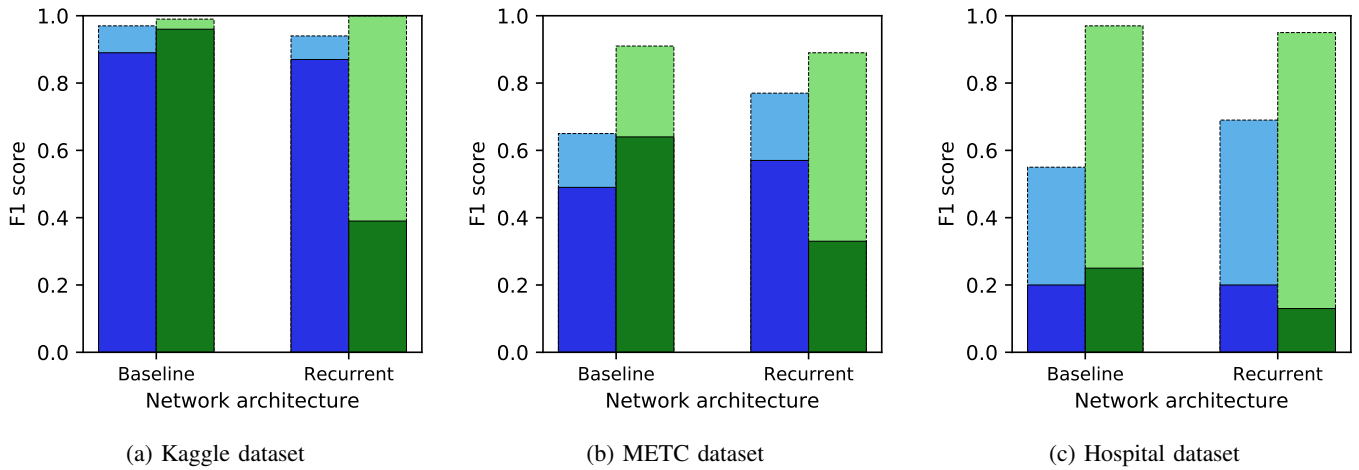 1.0
0.8
0.6
0.4
0.2
0.0
F1 score
Baseline Recurrent
Network architecture
(a) Kaggle dataset
1.0
0.8
0.6
0.4
0.2
0.0
F1 score
Baseline Recurrent
Network architecture
(b) METC dataset
1.0
0.8
0.6
0.4
0.2
0.0
F1 score
Baseline Recurrent
Network architecture
(c) Hospital dataset